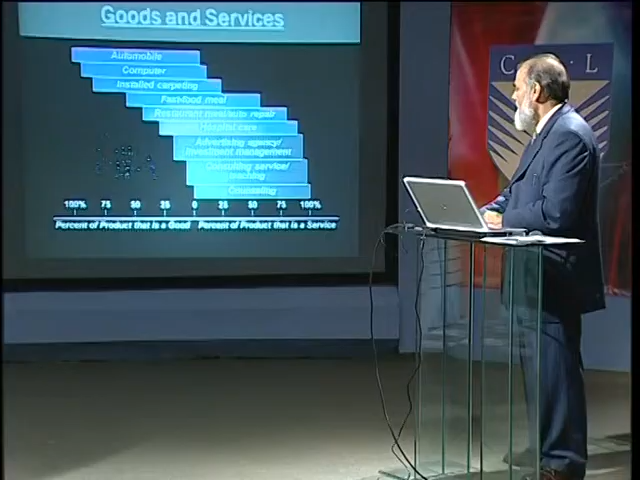 Goods and Services
Automobile
Computer
Installed carpeting
Fast-food meal
Restaurant meal/auto repair
Hospital care
Advertising agency/
investment management
Consulting service/
teaching
Counseling
100% 75 50 25 0 25 50 75 100%
Percent of Product that is a Good Percent of Product that is a Service
C L